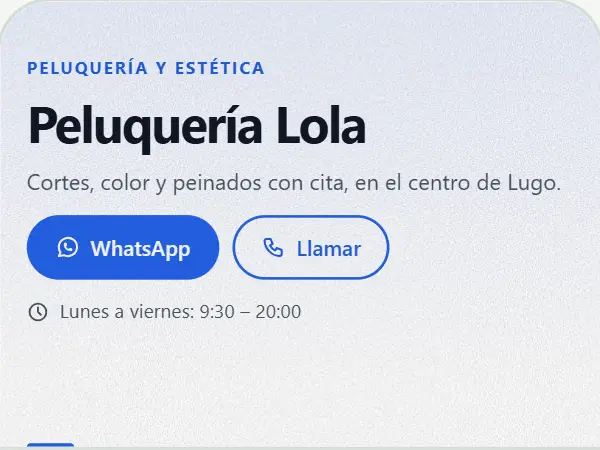 PELUQUERÍA Y ESTÉTICA
Peluquería Lola
Cortes, color y peinados con cita, en el centro de Lugo.
WhatsApp
Llamar
Lunes a viernes: 9:30 – 20:00